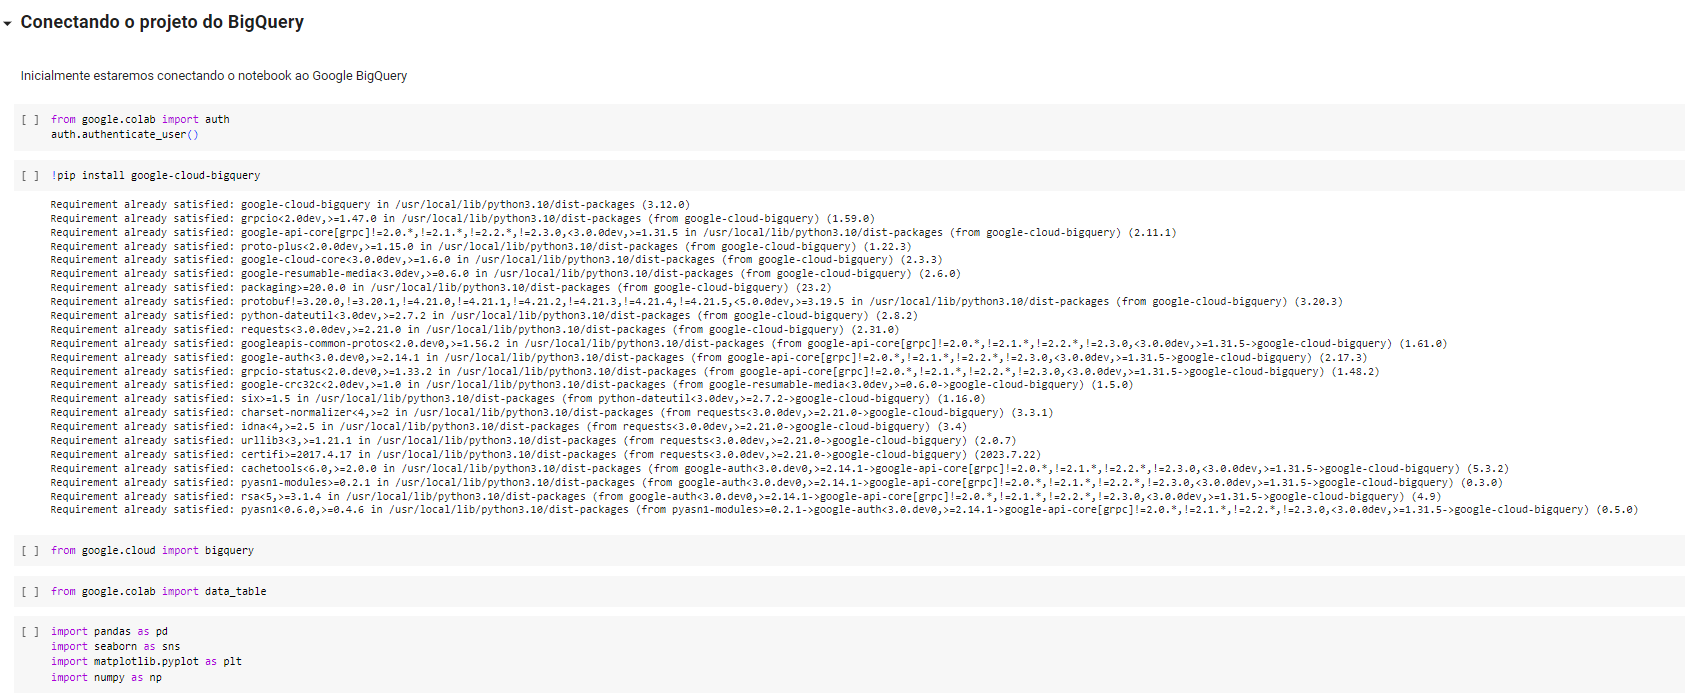 Conectando o projeto do BigQuery
Inicialmente estaremos conectando o notebook ao Google BigQuery
[ ] from google.colab import auth
auth.authenticate_user()
[ ] !pip install google-cloud-bigquery
Requirement already satisfied: google-cloud-bigquery in /usr/local/lib/python3.10/dist-packages (3.12.0)
Requirement already satisfied: grpcio<2.0dev,>=1.47.0 in /usr/local/lib/python3.10/dist-packages (from google-cloud-bigquery) (1.59.0)
Requirement already satisfied: google-api-core[grpc]!=2.0.*,!=2.1.*,!=2.2.*,!=2.3.0,<3.0.0dev,>=1.31.5 in /usr/local/lib/python3.10/dist-packages (from google-cloud-bigquery) (2.11.1)
Requirement already satisfied: proto-plus<2.0.0dev,>=1.15.0 in /usr/local/lib/python3.10/dist-packages (from google-cloud-bigquery) (1.22.3)
Requirement already satisfied: google-cloud-core<3.0.0dev,>=1.6.0 in /usr/local/lib/python3.10/dist-packages (from google-cloud-bigquery) (2.3.3)
Requirement already satisfied: google-resumable-media<3.0dev,>=0.6.0 in /usr/local/lib/python3.10/dist-packages (from google-cloud-bigquery) (2.6.0)
Requirement already satisfied: packaging>=20.0.0 in /usr/local/lib/python3.10/dist-packages (from google-cloud-bigquery) (23.2)
Requirement already satisfied: protobuf!=3.20.0,!=3.20.1,!=4.21.0,!=4.21.1,!=4.21.2,!=4.21.3,!=4.21.4,!=4.21.5,<5.0.0dev,>=3.19.5 in /usr/local/lib/python3.10/dist-packages (from google-cloud-bigquery) (3.20.3)
Requirement already satisfied: python-dateutil<3.0dev,>=2.7.2 in /usr/local/lib/python3.10/dist-packages (from google-cloud-bigquery) (2.8.2)
Requirement already satisfied: requests<3.0.0dev,>=2.21.0 in /usr/local/lib/python3.10/dist-packages (from google-cloud-bigquery) (2.31.0)
Requirement already satisfied: googleapis-common-protos<2.0.dev0,>=1.56.2 in /usr/local/lib/python3.10/dist-packages (from google-api-core[grpc]!=2.0.*,!=2.1.*,!=2.2.*,!=2.3.0,<3.0.0dev,>=1.31.5->google-cloud-bigquery) (1.61.0)
Requirement already satisfied: google-auth<3.0.dev0,>=2.14.1 in /usr/local/lib/python3.10/dist-packages (from google-api-core[grpc]!=2.0.*,!=2.1.*,!=2.2.*,!=2.3.0,<3.0.0dev,>=1.31.5->google-cloud-bigquery) (2.17.3)
Requirement already satisfied: grpcio-status<2.0.dev0,>=1.33.2 in /usr/local/lib/python3.10/dist-packages (from google-api-core[grpc]!=2.0.*,!=2.1.*,!=2.2.*,!=2.3.0,<3.0.0dev,>=1.31.5->google-cloud-bigquery) (1.48.2)
Requirement already satisfied: google-crc32c<2.0dev,>=1.0 in /usr/local/lib/python3.10/dist-packages (from google-resumable-media<3.0dev,>=0.6.0->google-cloud-bigquery) (1.5.0)
Requirement already satisfied: six>=1.5 in /usr/local/lib/python3.10/dist-packages (from python-dateutil<3.0dev,>=2.7.2->google-cloud-bigquery) (1.16.0)
Requirement already satisfied: charset-normalizer<4,>=2 in /usr/local/lib/python3.10/dist-packages (from requests<3.0.0dev,>=2.21.0->google-cloud-bigquery) (3.3.1)
Requirement already satisfied: idna<4,>=2.5 in /usr/local/lib/python3.10/dist-packages (from requests<3.0.0dev,>=2.21.0->google-cloud-bigquery) (3.4)
Requirement already satisfied: urllib3<3,>=1.21.1 in /usr/local/lib/python3.10/dist-packages (from requests<3.0.0dev,>=2.21.0->google-cloud-bigquery) (2.0.7)
Requirement already satisfied: certifi>=2017.4.17 in /usr/local/lib/python3.10/dist-packages (from requests<3.0.0dev,>=2.21.0->google-cloud-bigquery) (2023.7.22)
Requirement already satisfied: cachetools<6.0,>=2.0.0 in /usr/local/lib/python3.10/dist-packages (from google-auth<3.0.dev0,>=2.14.1->google-api-core[grpc]!=2.0.*,!=2.1.*,!=2.2.*,!=2.3.0,<3.0.0dev,>=1.31.5->google-cloud-bigquery) (5.3.2)
Requirement already satisfied: pyasn1-modules>=0.2.1 in /usr/local/lib/python3.10/dist-packages (from google-auth<3.0.dev0,>=2.14.1->google-api-core[grpc]!=2.0.*,!=2.1.*,!=2.2.*,!=2.3.0,<3.0.0dev,>=1.31.5->google-cloud-bigquery) (0.3.0)
Requirement already satisfied: rsa<5,>=3.1.4 in /usr/local/lib/python3.10/dist-packages (from google-auth<3.0.dev0,>=2.14.1->google-api-core[grpc]!=2.0.*,!=2.1.*,!=2.2.*,!=2.3.0,<3.0.0dev,>=1.31.5->google-cloud-bigquery) (4.9)
Requirement already satisfied: pyasn1<0.6.0,>=0.4.6 in /usr/local/lib/python3.10/dist-packages (from pyasn1-modules>=0.2.1->google-auth<3.0.dev0,>=2.14.1->google-api-core[grpc]!=2.0.*,!=2.1.*,!=2.2.*,!=2.3.0,<3.0.0dev,>=1.31.5->google-cloud-bigquery) (0.5.0)
[ ] from google.cloud import bigquery
[ ] from google.colab import data_table
[ ] import pandas as pd
import seaborn as sns
import matplotlib.pyplot as plt
import numpy as np